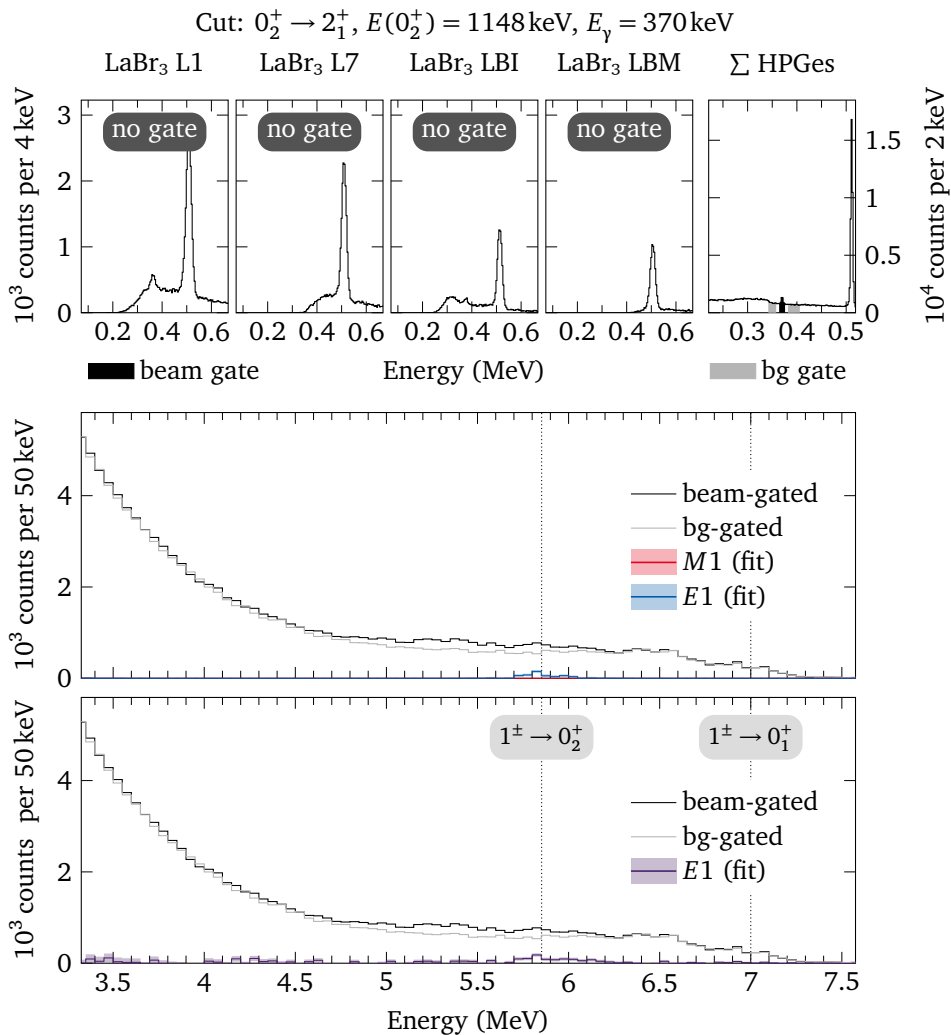 Cut: 0₂⁺ → 2₁⁺, E(0₂⁺) = 1148 keV, E_γ = 370 keV
LaBr₃ L1 LaBr₃ L7 LaBr₃ LBI LaBr₃ LBM ∑ HPGes
10³ counts per 4 keV
3
2
1
0
no gate no gate no gate no gate
1.5
1
0.5
0
10⁴ counts per 2 keV
0.2 0.4 0.6 0.2 0.4 0.6 0.2 0.4 0.6 0.2 0.4 0.6 0.3 0.4 0.5
beam gate Energy (MeV) bg gate
10³ counts per 50 keV
4
2
0
beam-gated
bg-gated
M1 (fit)
E1 (fit)
10³ counts per 50 keV
4
2
0
1± → 0₂⁺ 1± → 0₁⁺
beam-gated
bg-gated
E1 (fit)
3.5 4 4.5 5 5.5 6 6.5 7 7.5
Energy (MeV)